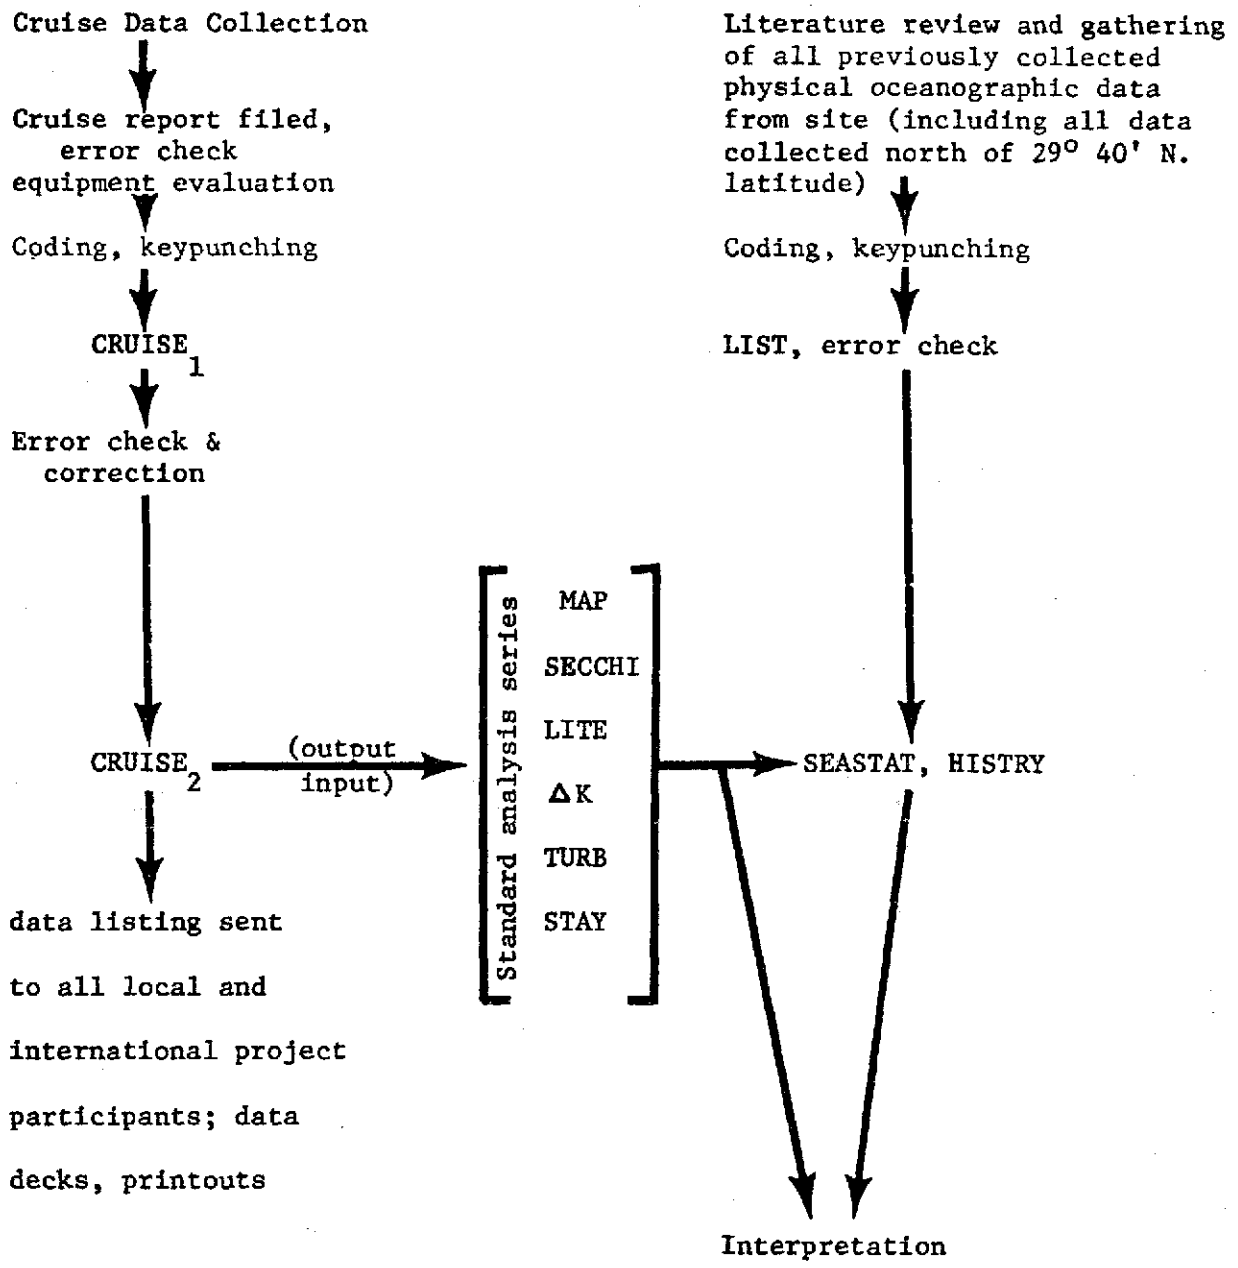 Cruise Data Collection
Cruise report filed,
error check
equipment evaluation
Coding, keypunching
CRUISE1
Error check &
correction
CRUISE2
(output
input)
data listing sent
to all local and
international project
participants; data
decks, printouts
Standard analysis series
MAP
SECCHI
LITE
ΔK
TURB
STAY
Literature review and gathering
of all previously collected
physical oceanographic data
from site (including all data
collected north of 29° 40' N.
latitude)
Coding, keypunching
LIST, error check
SEASTAT, HISTRY
Interpretation